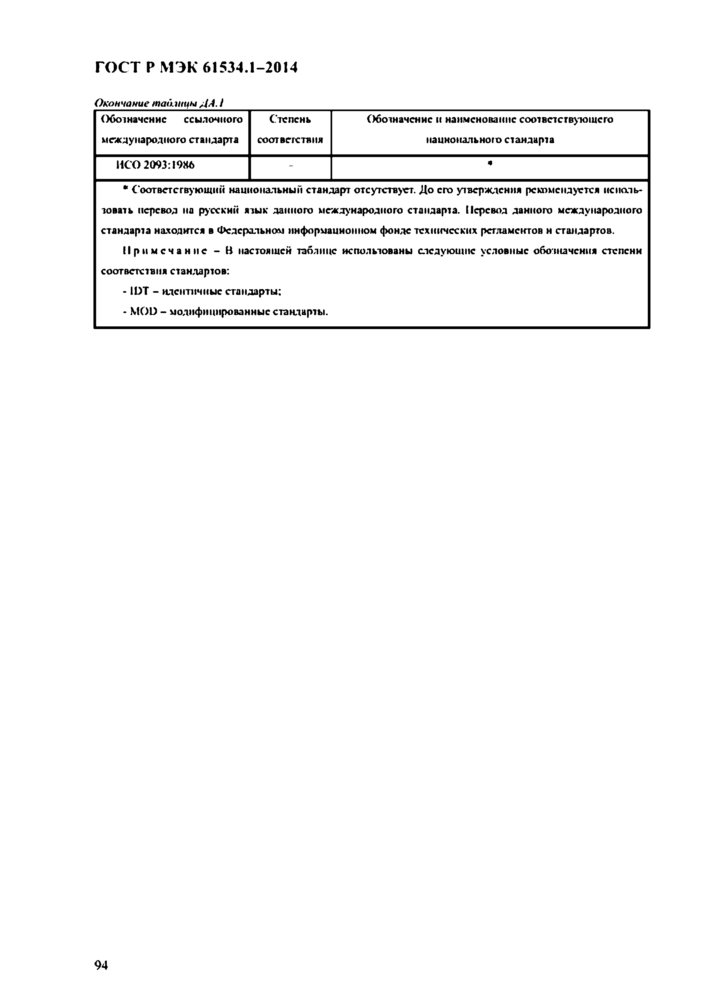 ГОСТ Р МЭК 61534.1–2014
Окончание таблицы ДА.1
Обозначение ссылочного
международного стандарта
Степень
соответствия
Обозначение и наименование соответствующего
национального стандарта
ИСО 2093:1986
-
*
* Соответствующий национальный стандарт отсутствует. До его утверждения рекомендуется исполь-
зовать перевод на русский язык данного международного стандарта. Перевод данного международного
стандарта находится в Федеральном информационном фонде технических регламентов и стандартов.
Примечание – В настоящей таблице использованы следующие условные обозначения степени
соответствия стандартов:
- IDT – идентичные стандарты;
- MOD – модифицированные стандарты.
94